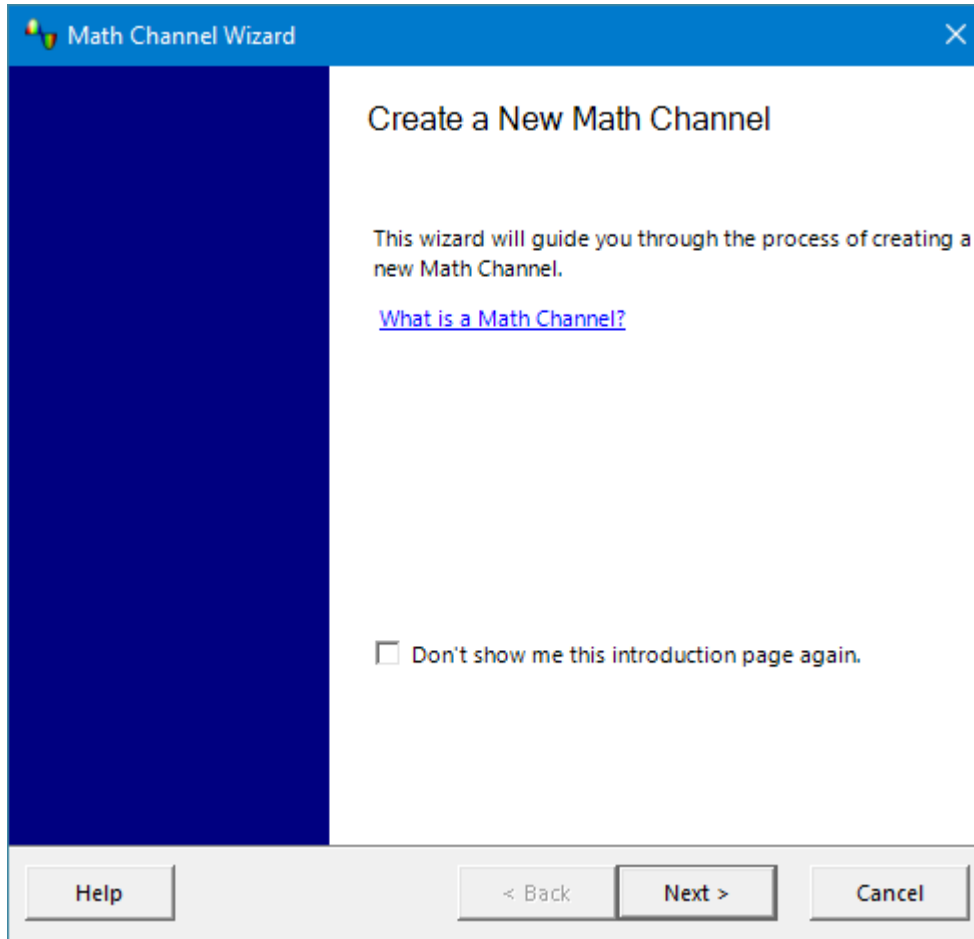 Math Channel Wizard
Create a New Math Channel
This wizard will guide you through the process of creating a
new Math Channel.
What is a Math Channel?
Don't show me this introduction page again.
Help
< Back
Next >
Cancel